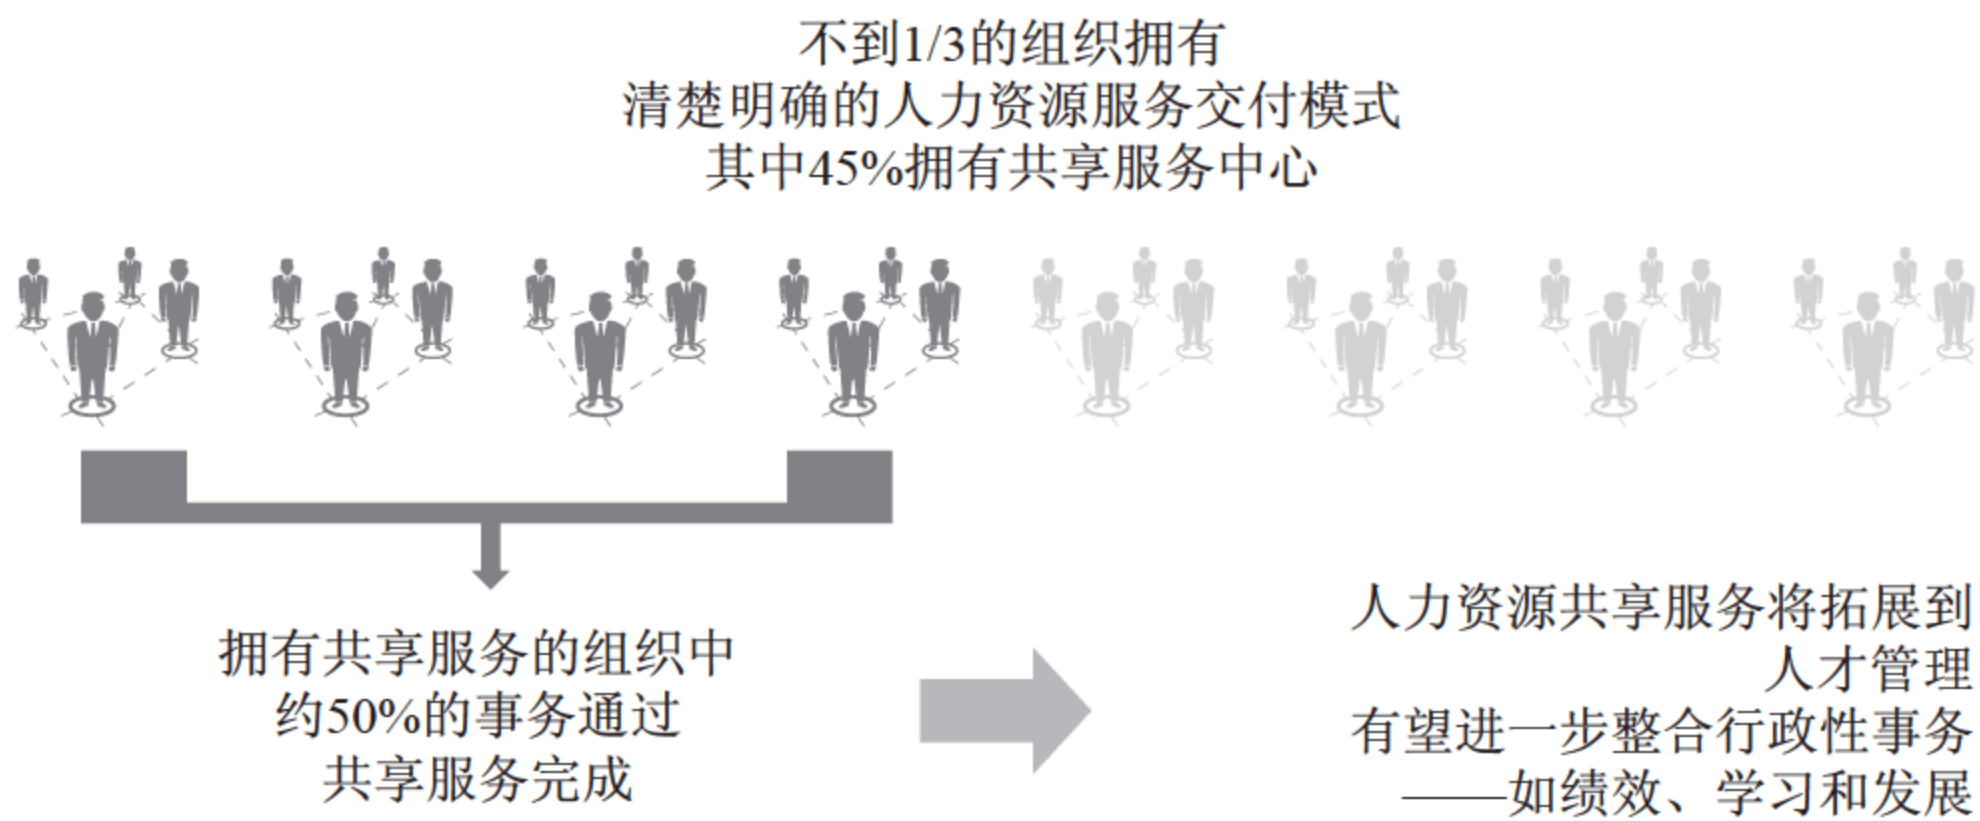 不到1/3的组织拥有
清楚明确的人力资源服务交付模式
其中45%拥有共享服务中心
拥有共享服务的组织中
约50%的事务通过
共享服务完成
人力资源共享服务将拓展到
人才管理
有望进一步整合行政性事务
——如绩效、学习和发展